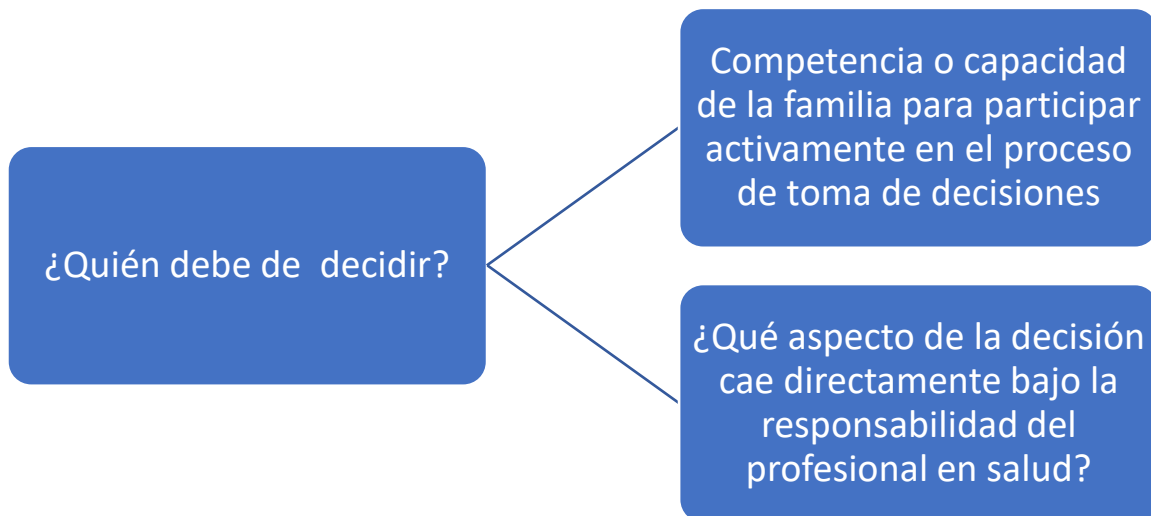 ¿Quién debe de  decidir?
Competencia o capacidad
de la familia para participar
activamente en el proceso
de toma de decisiones
¿Qué aspecto de la decisión
cae directamente bajo la
responsabilidad del
profesional en salud?